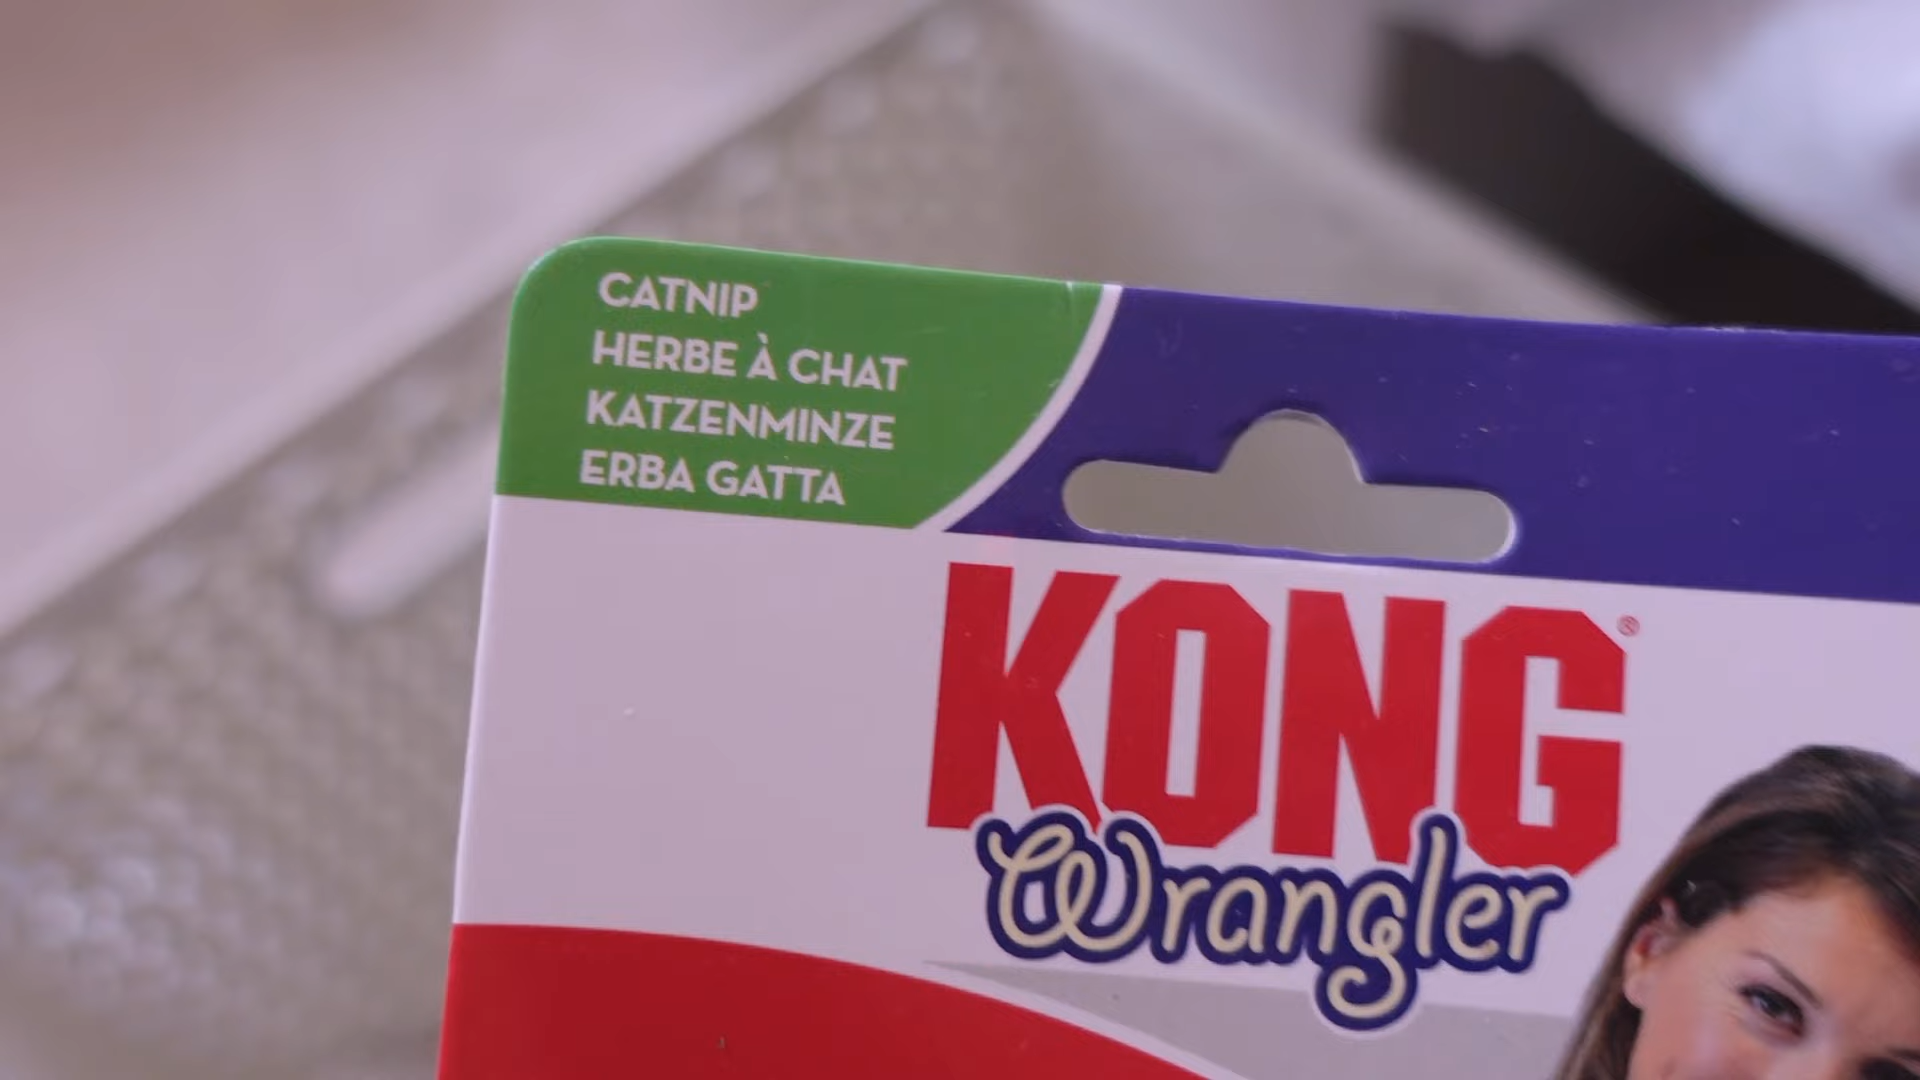 CATNIP
HERBE À CHAT
KATZENMINZE
ERBA GATTA
KONG®
Wrangler